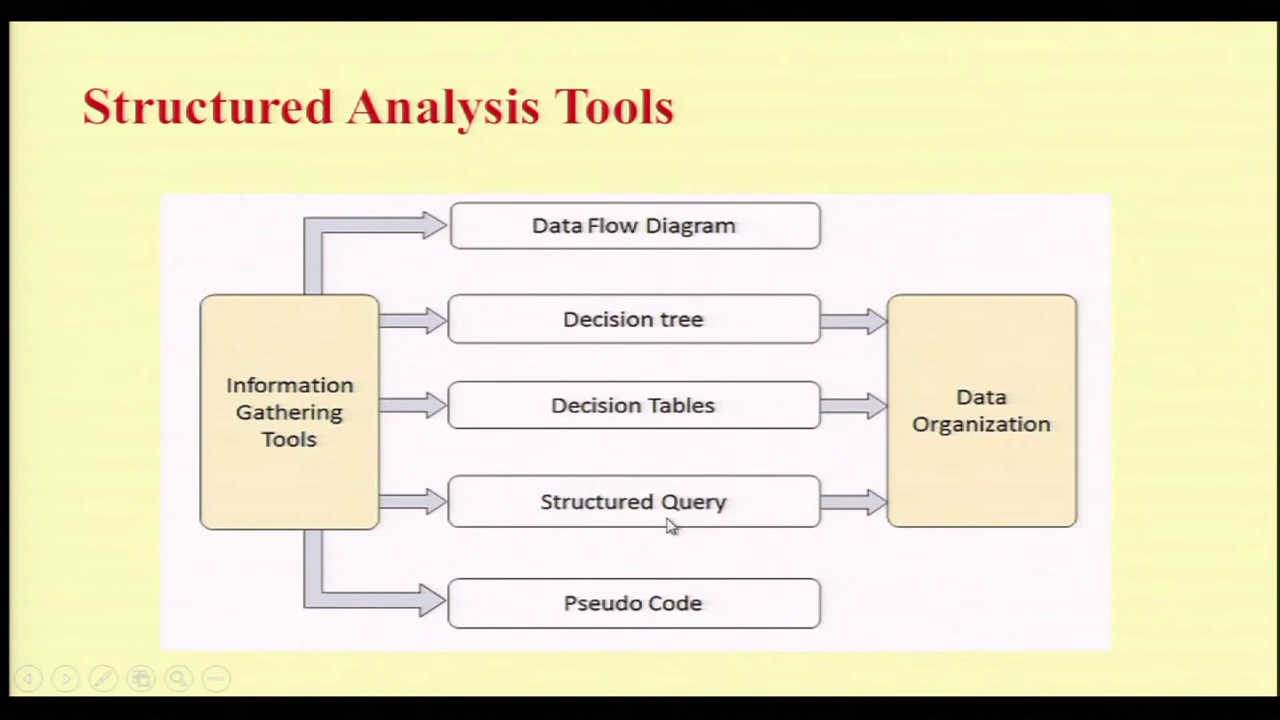 Structured Analysis Tools
Data Flow Diagram
Decision tree
Information
Gathering
Tools
Decision Tables
Data
Organization
Structured Query
Pseudo Code